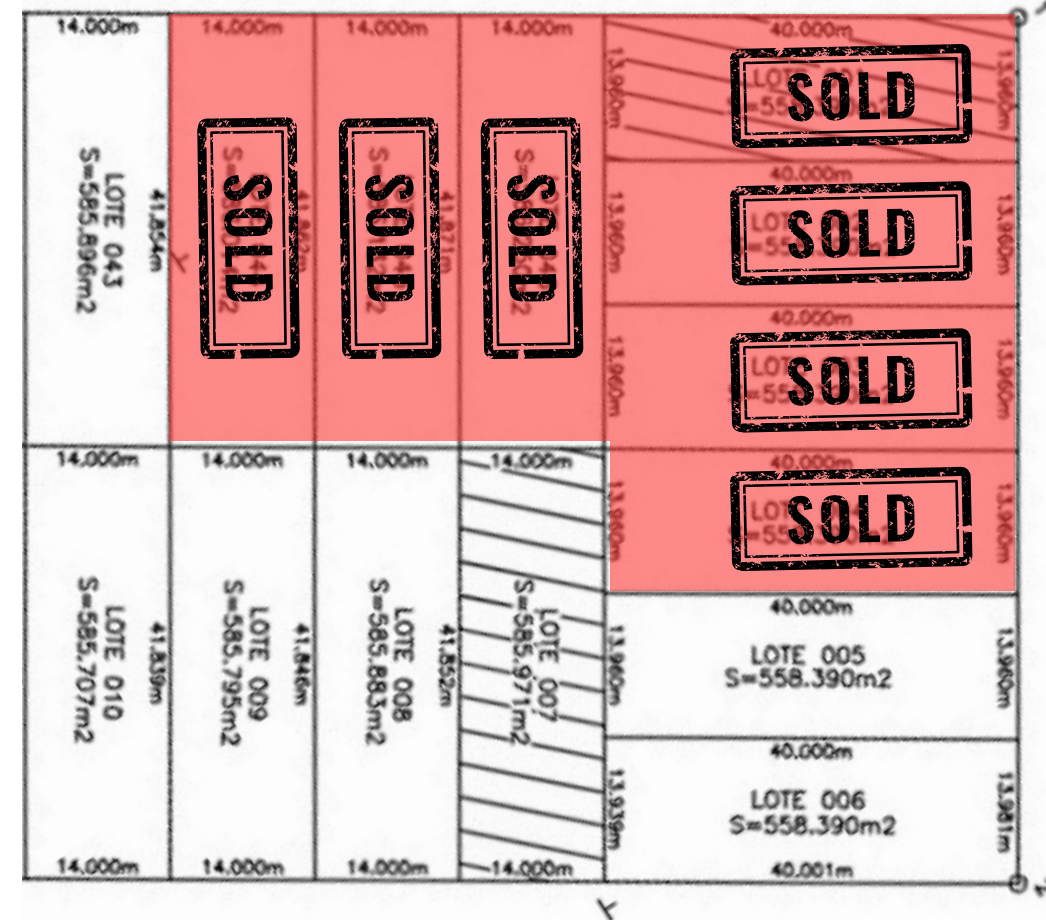 14.000m
14.000m
14.000m
14.000m
40.000m
LOTE 043
S=585.896m2
41.854m
SOLD
SOLD
41.871m
SOLD
13.960m
SOLD
13.960m
40.000m
13.960m
SOLD
13.960m
40.000m
13.960m
SOLD
13.960m
40.000m
13.960m
SOLD
13.960m
14.000m
14.000m
14.000m
14.000m
LOTE 010
S=585.707m2
41.839m
LOTE 009
S=585.795m2
41.846m
LOTE 008
S=585.883m2
41.852m
LOTE 007
S=585.971m2
40.000m
13.960m
LOTE 005
S=558.390m2
13.960m
40.000m
13.939m
LOTE 006
S=558.390m2
13.981m
14.000m
14.000m
14.000m
14.000m
40.001m